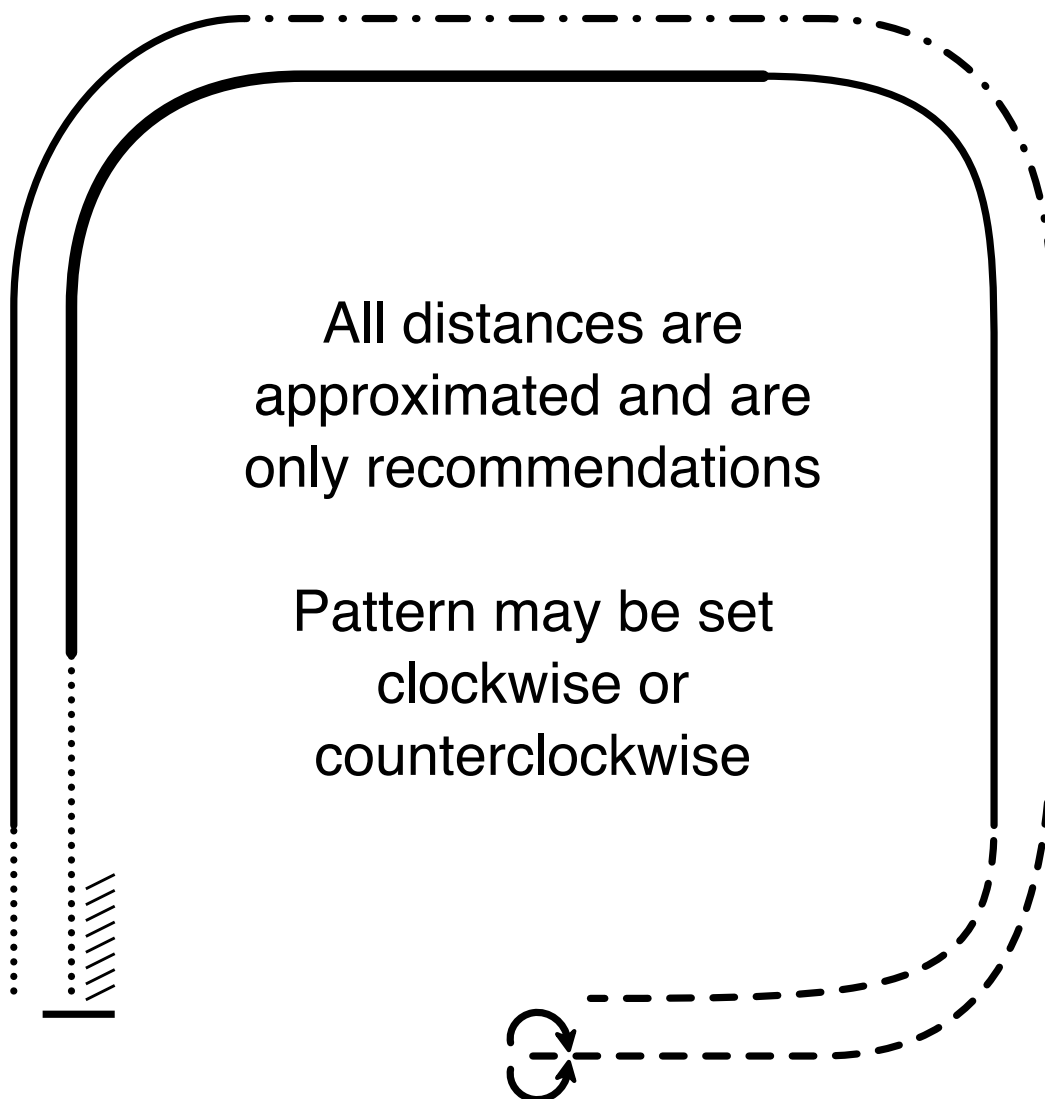 All distances are
approximated and are
only recommendations
Pattern may be set
clockwise or
counterclockwise